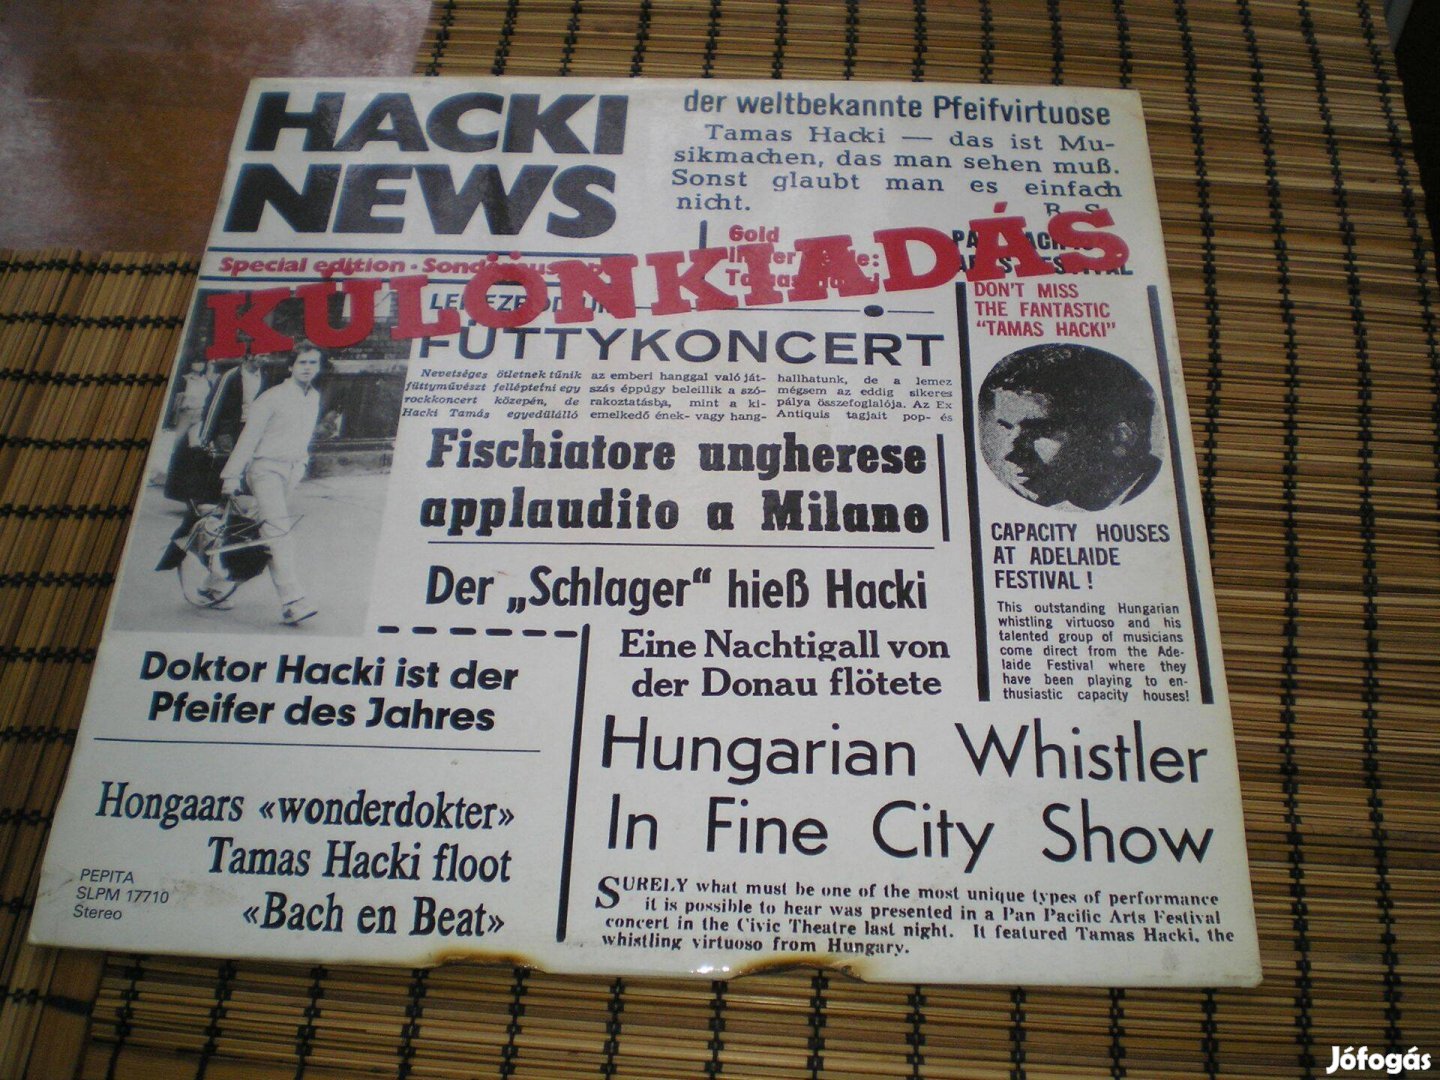 HACKI
NEWS
der weltbekannte Pfeifvirtuose
Tamas Hacki — das ist Mu-
sikmachen, das man sehen muß.
Sonst glaubt man es einfach
nicht.
Special edition · 
KÜLÖNKIADÁS
Gold
DON'T MISS
THE FANTASTIC
"TAMAS HACKI"
FÜTTYKONCERT
Nevetséges ötletnek tűnik
füttyművészt felléptetni egy
rockkoncert közepén, de
Hacki Tamás egyedülálló
az emberi hanggal való ját-
szás éppúgy beleillik a szó-
rakoztatásba, mint a ki-
emelkedő ének- vagy hang-
hallhatunk, de a lemez
mégsem az eddig sikeres
pálya összefoglalója. Az Ex
Antiquis tagjait pop- és
Fischiatore ungherese
applaudito a Milano
Der „Schlager“ hieß Hacki
Eine Nachtigall von
der Donau flötete
CAPACITY HOUSES
AT ADELAIDE
FESTIVAL !
This outstanding Hungarian
whistling virtuoso and his
talented group of musicians
come direct from the Ade-
laide Festival where they
have been playing to en-
thusiastic capacity houses!
Doktor Hacki ist der
Pfeifer des Jahres
Hongaars «wonderdokter»
Tamas Hacki floot
«Bach en Beat»
PEPITA
SLPM 17710
Stereo
Hungarian Whistler
In Fine City Show
SURELY what must be one of the most unique types of performance
it is possible to hear was presented in a Pan Pacific Arts Festival
concert in the Civic Theatre last night. It featured Tamas Hacki, the
whistling virtuoso from Hungary.
Jófogás